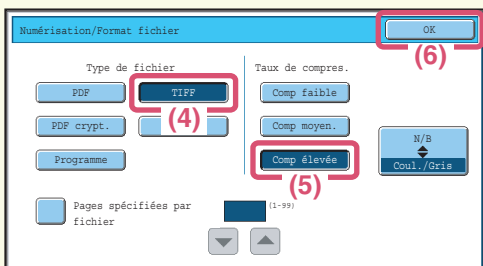 Numérisation/Format fichier
OK
(6)
Type de fichier
Taux de compres.
PDF
TIFF
(4)
Comp faible
PDF crypt.
Comp moyen.
Programme
Comp élevée
(5)
N/B
Coul./Gris
Pages spécifiées par
fichier
(1-99)